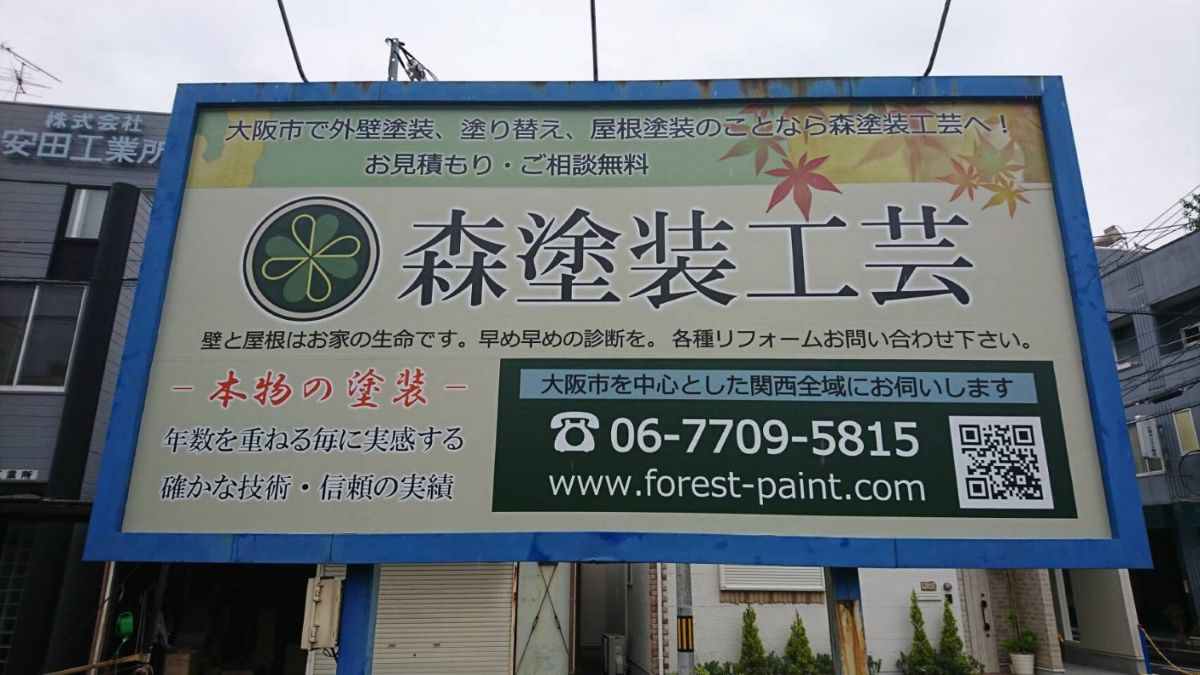 株式会社
安田工業所
大阪市で外壁塗装、塗り替え、屋根塗装のことなら森塗装工芸へ！
お見積もり・ご相談無料
森塗装工芸
壁と屋根はお家の生命です。早め早めの診断を。各種リフォームお問い合わせ下さい。
－本物の塗装－
年数を重ねる毎に実感する
確かな技術・信頼の実績
大阪市を中心とした関西全域にお伺いします
☎06-7709-5815
www.forest-paint.com
業所